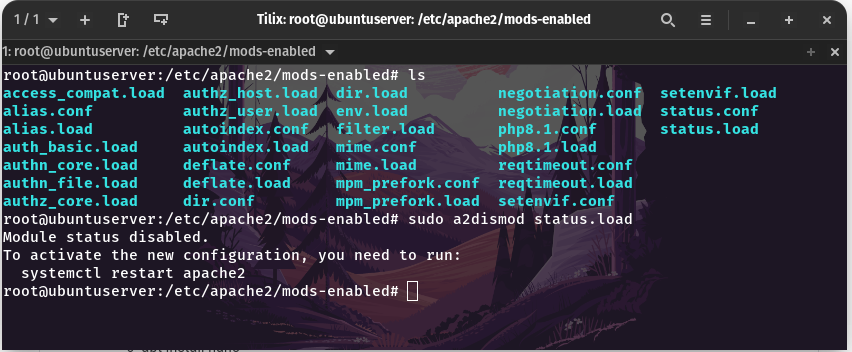 1 / 1
Tilix: root@ubuntuserver: /etc/apache2/mods-enabled
1: root@ubuntuserver: /etc/apache2/mods-enabled
root@ubuntuserver:/etc/apache2/mods-enabled# ls
access_compat.load authz_host.load dir.load negotiation.conf setenvif.load
alias.conf authz_user.load env.load negotiation.load status.conf
alias.load autoindex.conf filter.load php8.1.conf status.load
auth_basic.load autoindex.load mime.conf php8.1.load
authn_core.load deflate.conf mime.load reqtimeout.conf
authn_file.load deflate.load mpm_prefork.conf reqtimeout.load
authz_core.load dir.conf mpm_prefork.load setenvif.conf
root@ubuntuserver:/etc/apache2/mods-enabled# sudo a2dismod status.load
Module status disabled.
To activate the new configuration, you need to run:
systemctl restart apache2
root@ubuntuserver:/etc/apache2/mods-enabled#